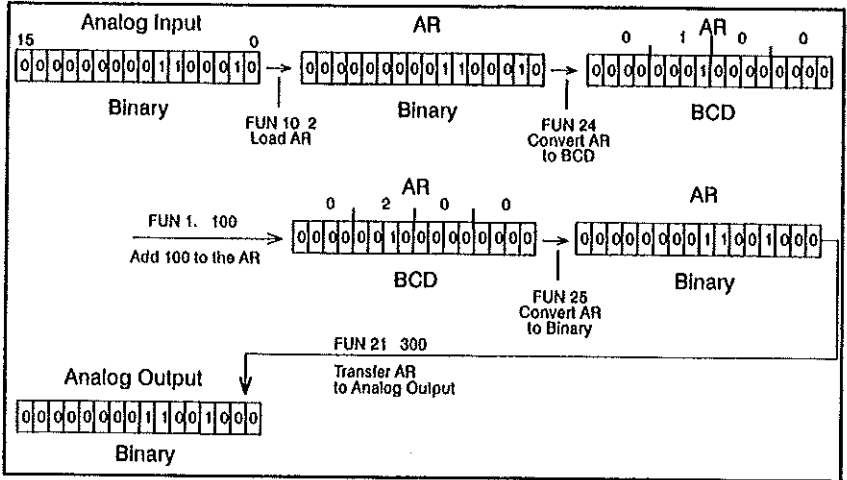 Analog Input
15 0
0000000001100010
Binary
FUN 10 2
Load AR
AR
0000000001100010
Binary
FUN 24
Convert AR
to BCD
AR
0 1 0 0
0000000100000000
BCD
FUN 1. 100
Add 100 to the AR
AR
0 2 0 0
0000001000000000
BCD
FUN 25
Convert AR
to Binary
AR
0000000011001000
Binary
FUN 21 300
Transfer AR
to Analog Output
Analog Output
0000000011001000
Binary